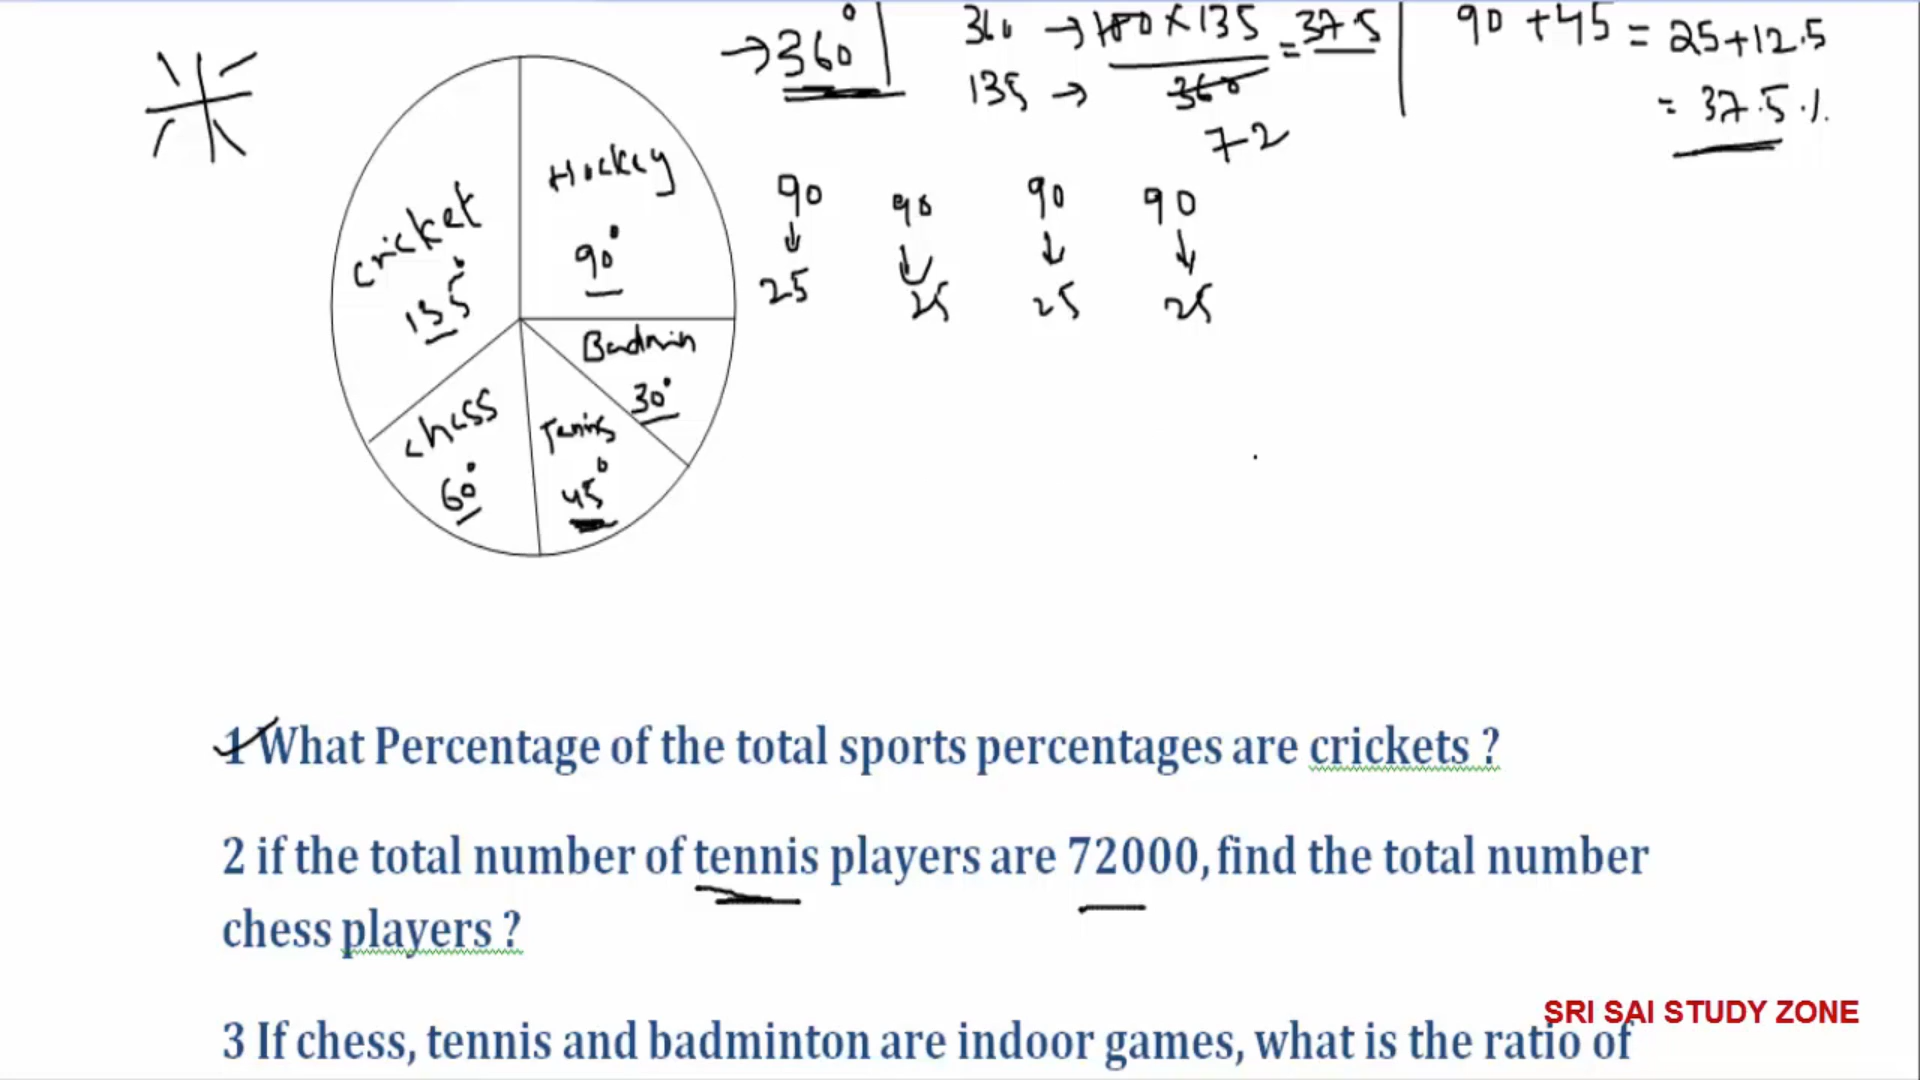 →360°
360 → 100 × 135 = 37.5
135 → 360
72
90 + 45 = 25+12.5
= 37.5 %
90 90 90 90
↓ ↓ ↓ ↓
25 25 25 25
Hockey
90°
cricket
135°
Badmin
30°
chess
60°
Tennis
45°
1 What Percentage of the total sports percentages are crickets ?
2 if the total number of tennis players are 72000, find the total number
chess players ?
3 If chess, tennis and badminton are indoor games, what is the ratio of
SRI SAI STUDY ZONE